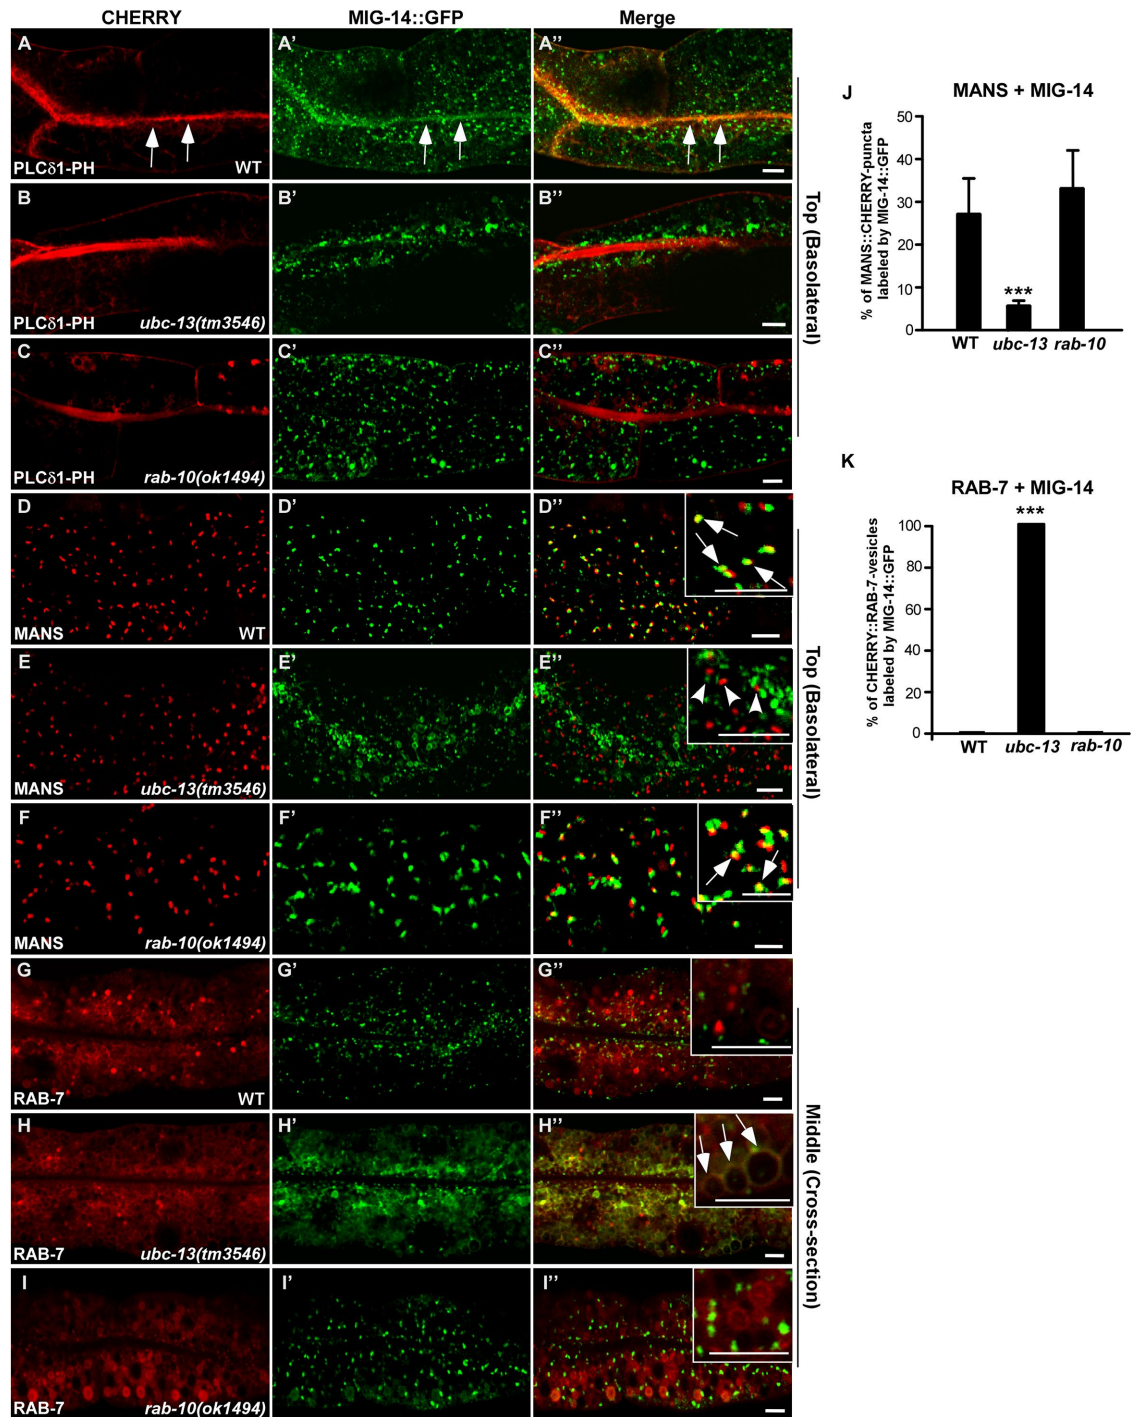 CHERRY MIG-14::GFP Merge
A A’ A’’
PLCδ1-PH WT
B B’ B’’
PLCδ1-PH ubc-13(tm3546)
C C’ C’’
PLCδ1-PH rab-10(ok1494)
Top (Basolateral)
D D’ D’’
MANS WT
E E’ E’’
MANS ubc-13(tm3546)
F F’ F’’
MANS rab-10(ok1494)
Top (Basolateral)
G G’ G’’
RAB-7 WT
H H’ H’’
RAB-7 ubc-13(tm3546)
I I’ I’’
RAB-7 rab-10(ok1494)
Middle (Cross-section)
J
MANS + MIG-14
% of MANS::CHERRY-puncta
labeled by MIG-14::GFP
50
40
30
20
10
0
***
WT ubc-13 rab-10
K
RAB-7 + MIG-14
% of CHERRY::RAB-7-vesicles
labeled by MIG-14::GFP
***
100
80
60
40
20
0
WT ubc-13 rab-10